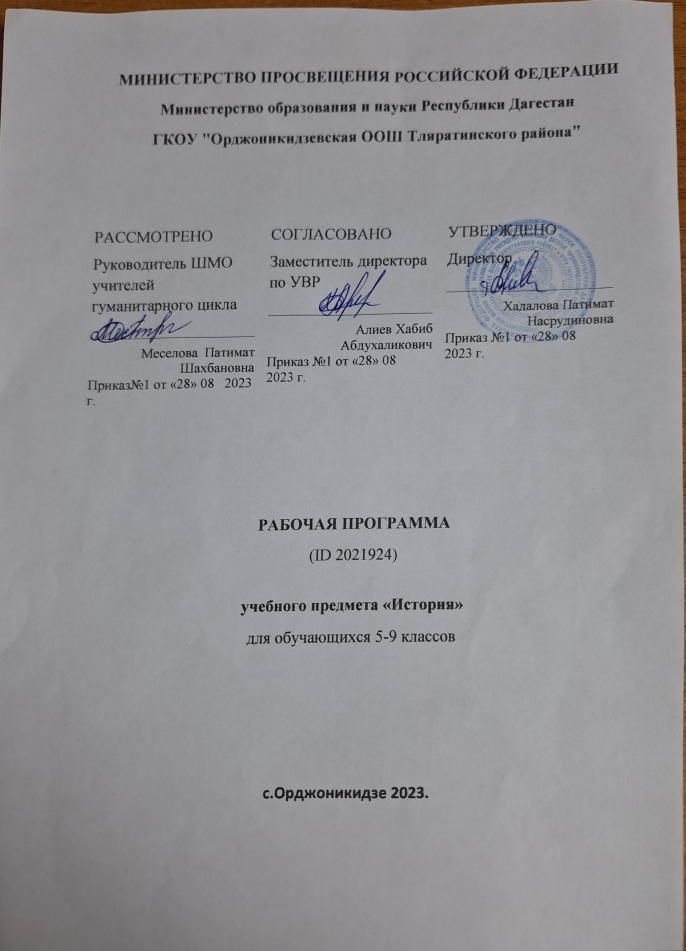 МИНИСТЕРСТВО ПРОСВЕЩЕНИЯ РОССИЙСКОЙ ФЕДЕРАЦИИ
Министерство образования и науки Республики Дагестан
ГКОУ "Орджоникидзевская ООШ Тляратинского района"
РАССМОТРЕНО
Руководитель ШМО
учителей
гуманитарного цикла
Меселова Патимат
Шахбановна
Приказ№1 от «28» 08 2023
г.
СОГЛАСОВАНО
Заместитель директора
по УВР
Алиев Хабиб
Абдухаликович
Приказ №1 от «28» 08
2023 г.
УТВЕРЖДЕНО
Директор
Халалова Патимат
Насрудиновна
Приказ №1 от «28» 08
2023 г.
РАБОЧАЯ ПРОГРАММА
(ID 2021924)
учебного предмета «История»
для обучающихся 5-9 классов
с.Орджоникидзе 2023.